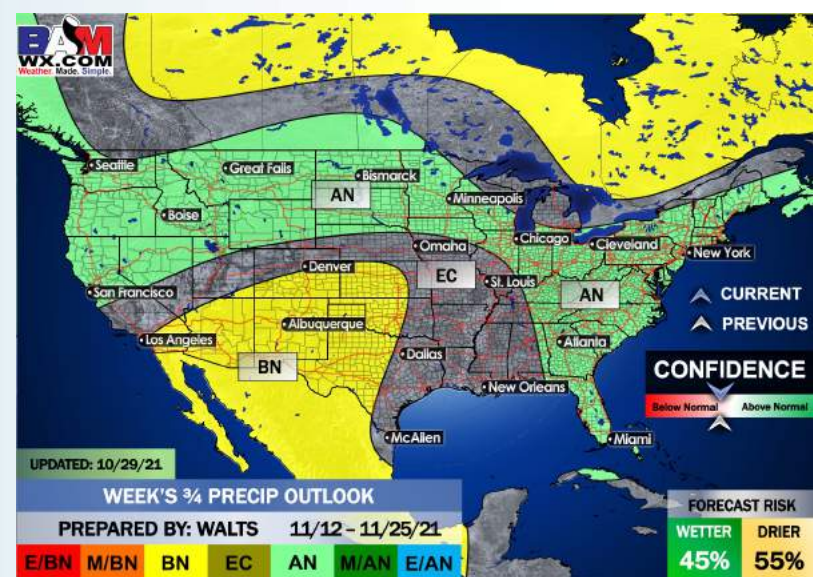 BAM
WX.COM
Weather. Made. Simple.
Seattle
Great Falls
Bismarck
AN
Minneapolis
Boise
Omaha
Chicago
Cleveland
New York
Denver
EC
St. Louis
AN
San Francisco
CURRENT
PREVIOUS
Los Angeles
Albuquerque
Atlanta
Dallas
BN
New Orleans
CONFIDENCE
Below Normal
Above Normal
McAllen
Miami
UPDATED: 10/29/21
WEEK'S ¾ PRECIP OUTLOOK
PREPARED BY: WALTS 11/12 – 11/25/21
E/BN M/BN BN EC AN M/AN E/AN
FORECAST RISK
WETTER DRIER
45% 55%